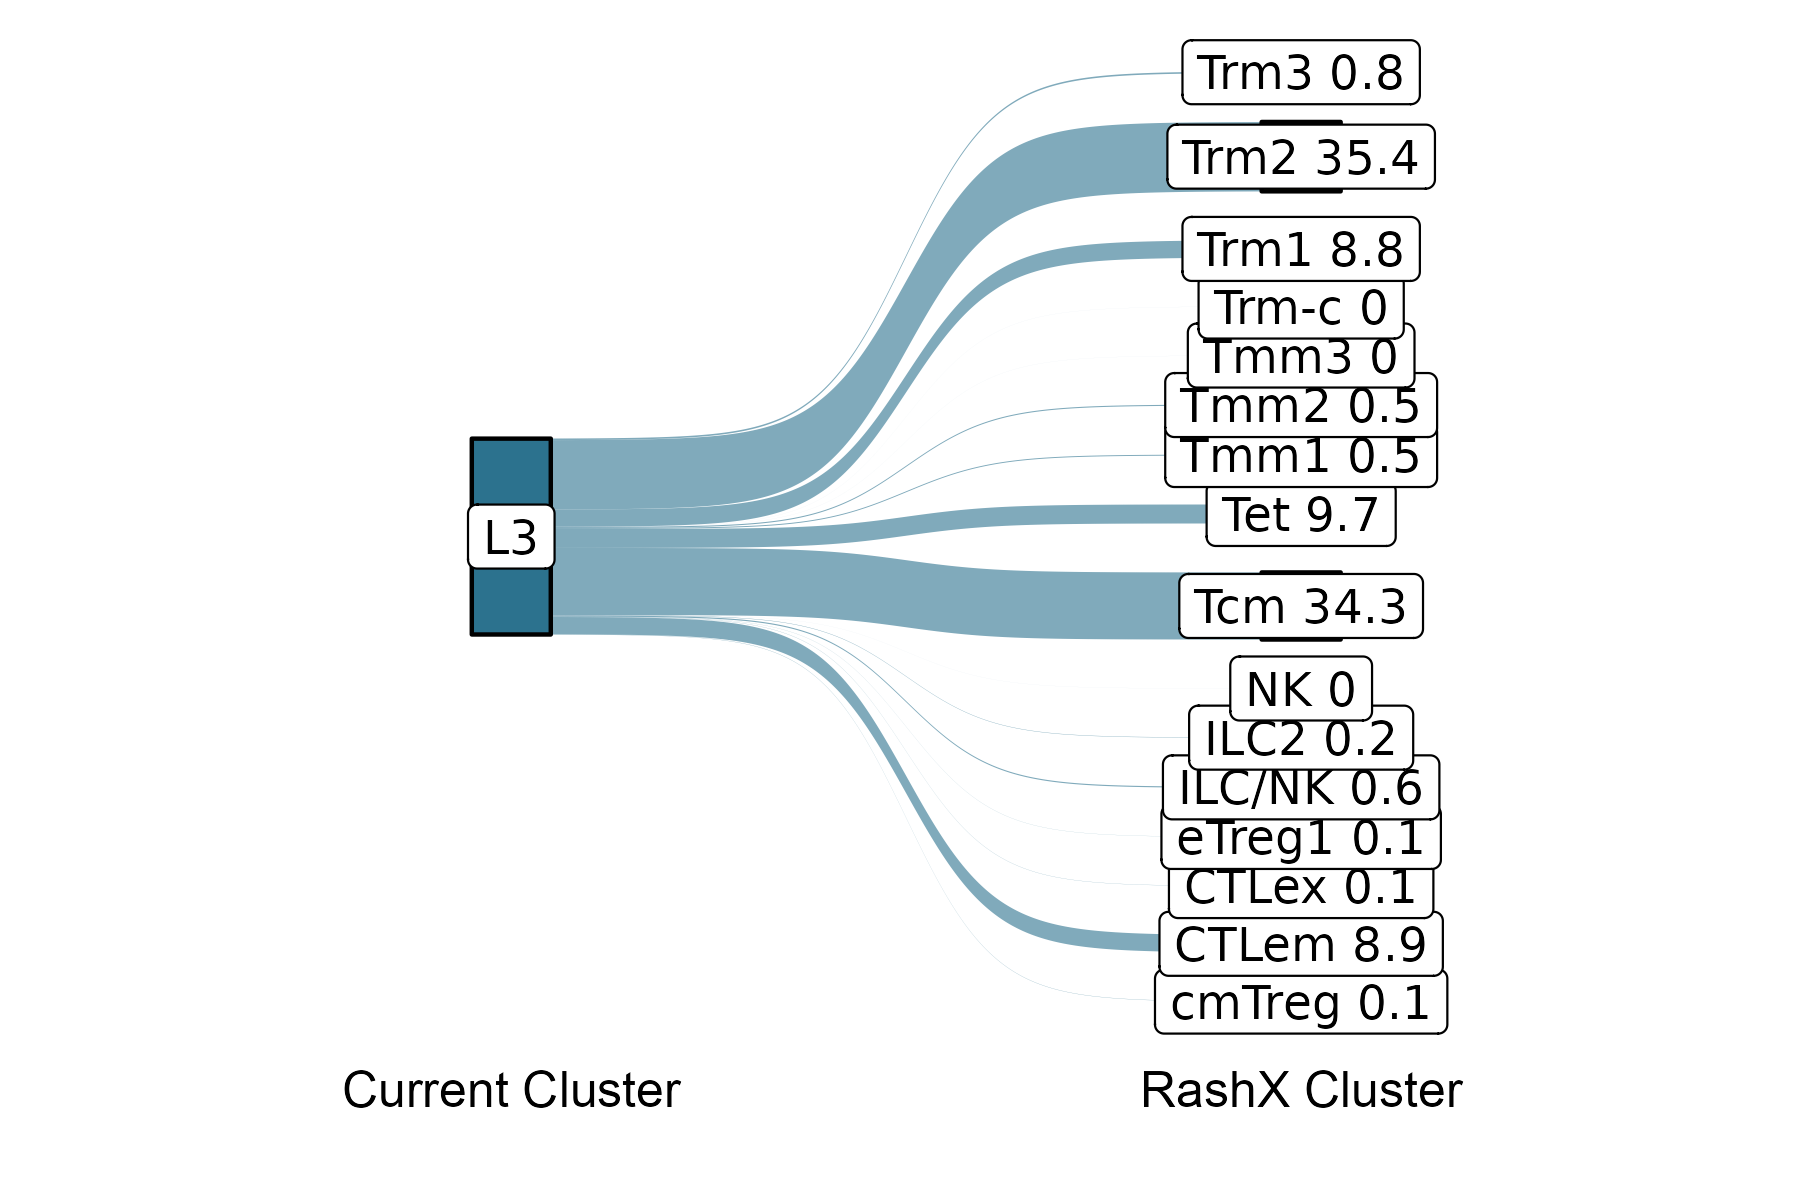 Trm3 0.8
Trm2 35.4
Trm1 8.8
Trm-c 0
Tmm3 0
Tmm2 0.5
Tmm1 0.5
Tet 9.7
L3
Tcm 34.3
NK 0
ILC2 0.2
ILC/NK 0.6
eTreg1 0.1
CTLex 0.1
CTLem 8.9
cmTreg 0.1
Current Cluster
RashX Cluster